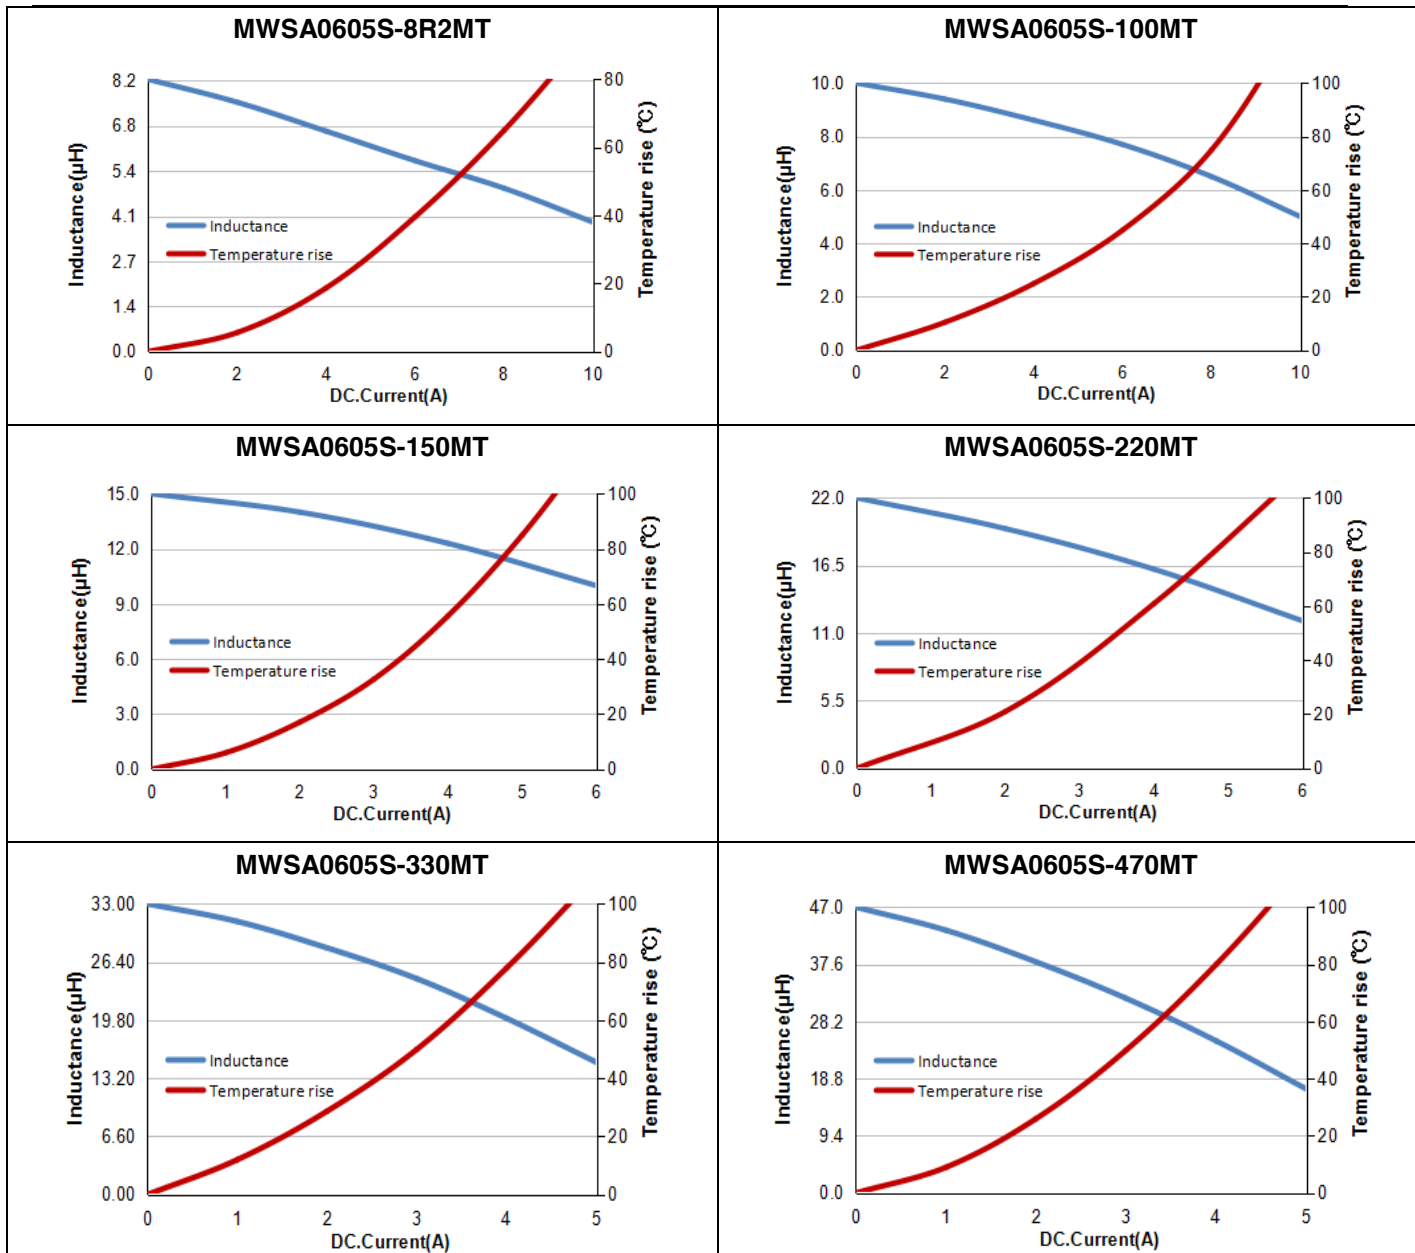 MWSA0605S-8R2MT
8.2
6.8
5.4
4.1
2.7
1.4
0.0
Inductance(μH)
80
60
40
20
0
Temperature rise (℃)
Inductance
Temperature rise
0 2 4 6 8 10
DC.Current(A)
MWSA0605S-100MT
10.0
8.0
6.0
4.0
2.0
0.0
Inductance(μH)
100
80
60
40
20
0
Temperature rise (℃)
Inductance
Temperature rise
0 2 4 6 8 10
DC.Current(A)
MWSA0605S-150MT
15.0
12.0
9.0
6.0
3.0
0.0
Inductance(μH)
100
80
60
40
20
0
Temperature rise (℃)
Inductance
Temperature rise
0 1 2 3 4 5 6
DC.Current(A)
MWSA0605S-220MT
22.0
16.5
11.0
5.5
0.0
Inductance(μH)
100
80
60
40
20
0
Temperature rise (℃)
Inductance
Temperature rise
0 1 2 3 4 5 6
DC.Current(A)
MWSA0605S-330MT
33.00
26.40
19.80
13.20
6.60
0.00
Inductance(μH)
100
80
60
40
20
0
Temperature rise (℃)
Inductance
Temperature rise
0 1 2 3 4 5
DC.Current(A)
MWSA0605S-470MT
47.0
37.6
28.2
18.8
9.4
0.0
Inductance(μH)
100
80
60
40
20
0
Temperature rise (℃)
Inductance
Temperature rise
0 1 2 3 4 5
DC.Current(A)